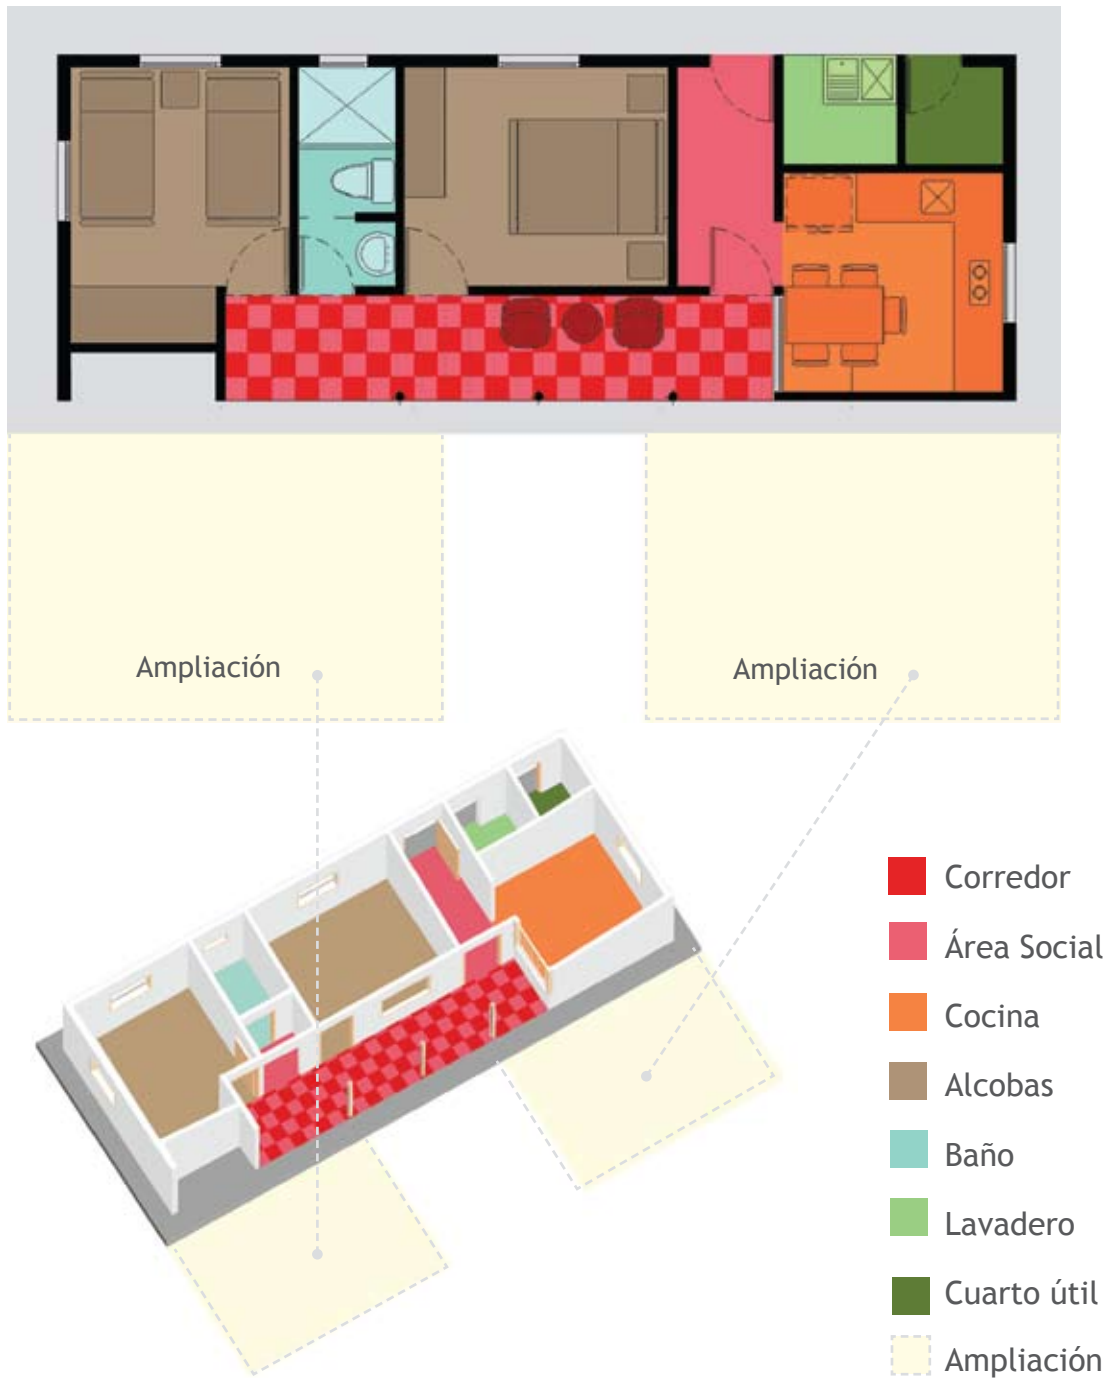 Ampliación
Ampliación
Corredor
Área Social
Cocina
Alcobas
Baño
Lavadero
Cuarto útil
Ampliación